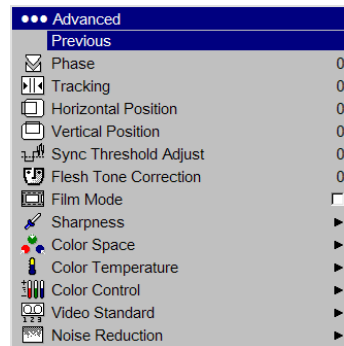 ••• Advanced
Previous
Phase 0
Tracking 0
Horizontal Position 0
Vertical Position 0
Sync Threshold Adjust 0
Flesh Tone Correction 0
Film Mode
Sharpness
Color Space
Color Temperature
Color Control
Video Standard
Noise Reduction